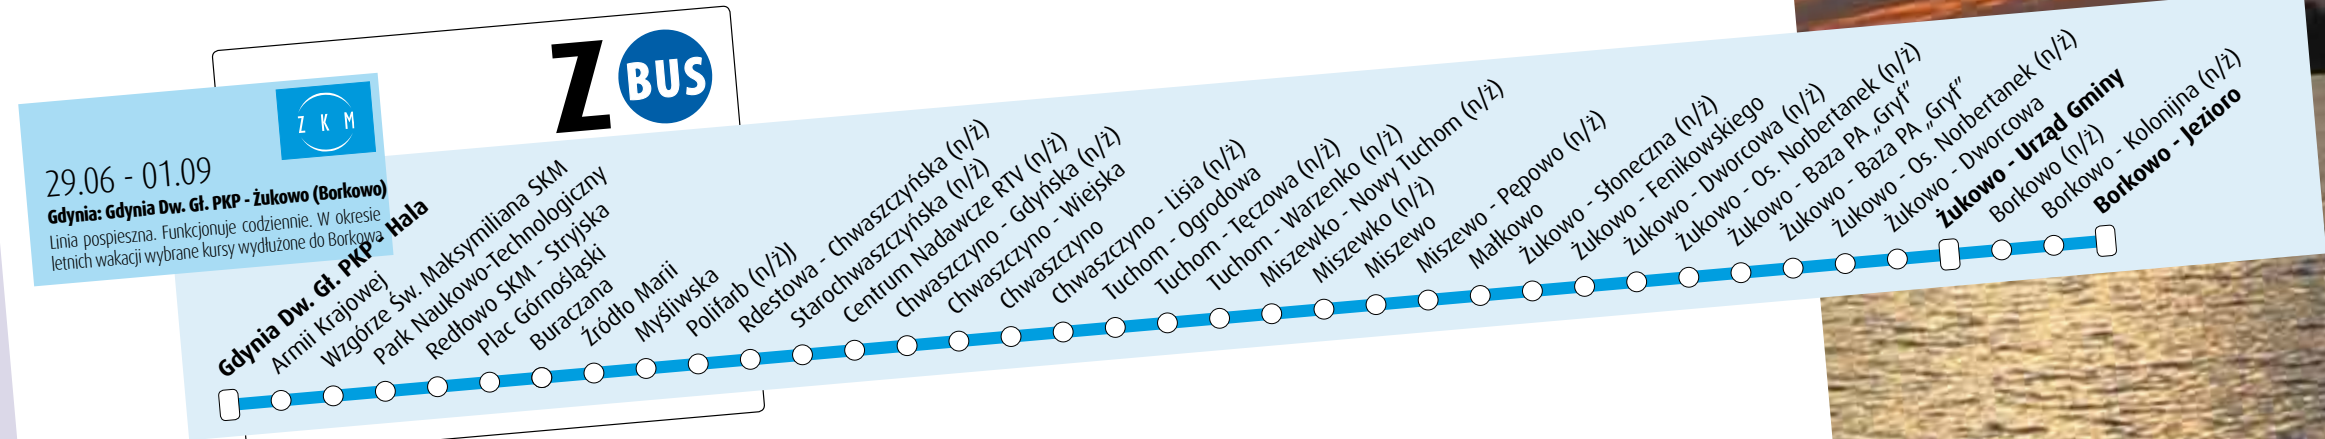 Z BUS
Z K M
29.06 - 01.09
Gdynia: Gdynia Dw. Gł. PKP - Żukowo (Borkowo)
Linia pospieszna. Funkcjonuje codziennie. W okresie
letnich wakacji wybrane kursy wydłużone do Borkowa
Gdynia Dw. Gł. PKP - Hala
Armii Krajowej
Wzgórze Św. Maksymiliana SKM
Park Naukowo-Technologiczny
Redłowo SKM - Stryjska
Plac Górnośląski
Buraczana
Źródło Marii
Myśliwska
Polifarb (n/ż)J
Rdestowa - Chwaszczyńska (n/ż)
Starochwaszczyńska (n/ż)
Centrum Nadawcze RTV (n/ż)
Chwaszczyno - Gdyńska (n/ż)
Chwaszczyno - Wiejska
Chwaszczyno
Chwaszczyno - Lisia (n/ż)
Tuchom - Ogrodowa
Tuchom - Tęczowa (n/ż)
Tuchom - Warzenko (n/ż)
Miszewko - Nowy Tuchom (n/ż)
Miszewko (n/ż)
Miszewo
Miszewo - Pępowo (n/ż)
Małkowo
Żukowo - Słoneczna (n/ż)
Żukowo - Fenikowskiego
Żukowo - Dworcowa (n/ż)
Żukowo - Os. Norbertanek (n/ż)
Żukowo - Baza PA „Gryf”
Żukowo - Baza PA „Gryf”
Żukowo - Os. Norbertanek (n/ż)
Żukowo - Dworcowa
Żukowo - Urząd Gminy
Borkowo (n/ż)
Borkowo - Kolonijna (n/ż)
Borkowo - Jezioro